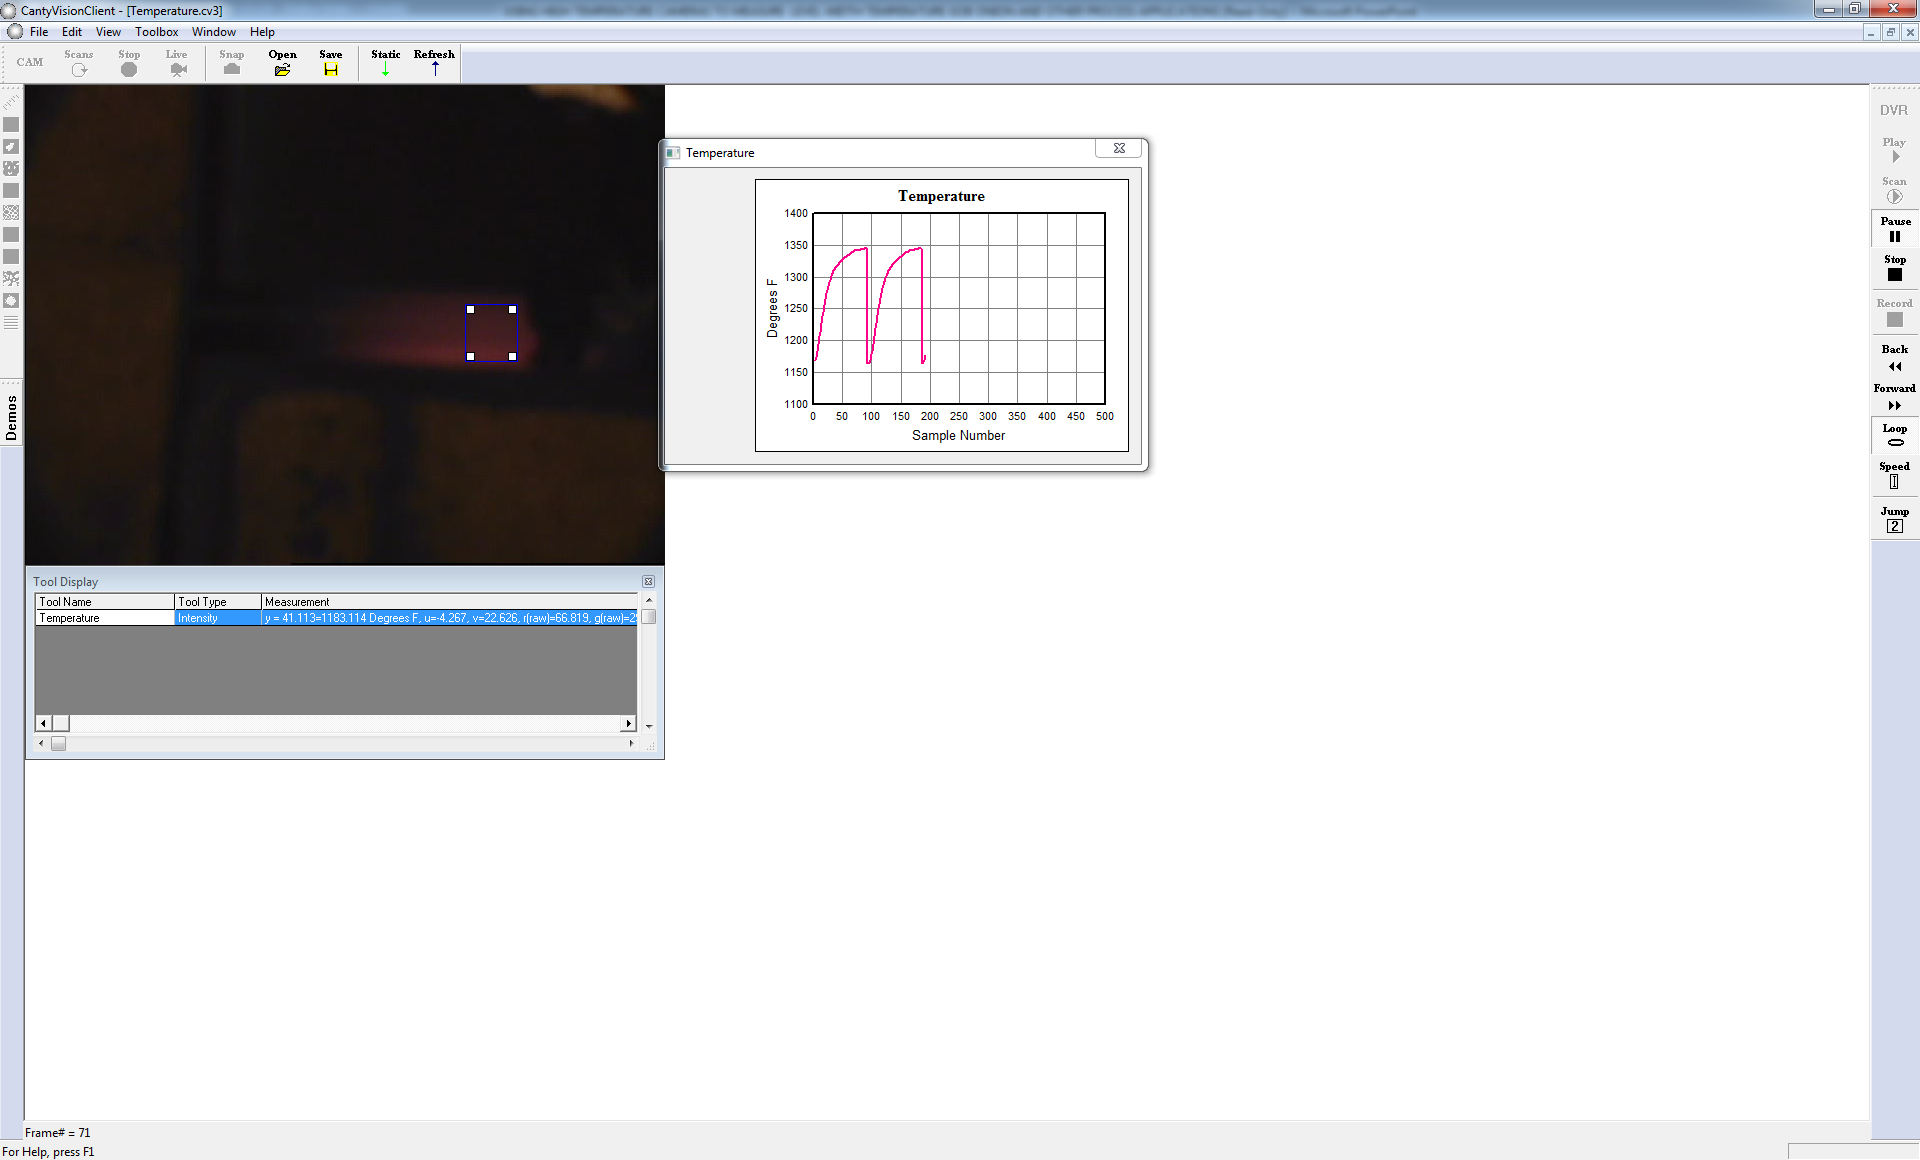 CantyVisionClient - [Temperature.cv3]
File Edit View Toolbox Window Help
CAM Scans Stop Live Snap Open Save Static Refresh
DVR
Play
Scan
Pause
Stop
Record
Back
Forward
Loop
Speed
Jump
2
Demos
Temperature
Temperature
1400
1350
1300
1250
1200
1150
1100
Degrees F
0 50 100 150 200 250 300 350 400 450 500
Sample Number
Tool Display
Tool Name Tool Type Measurement
Temperature Intensity y = 41.113=1183.114 Degrees F, u=-4.267, v=22.626, r(raw)=66.819, g(raw)=2
Frame# = 71
For Help, press F1